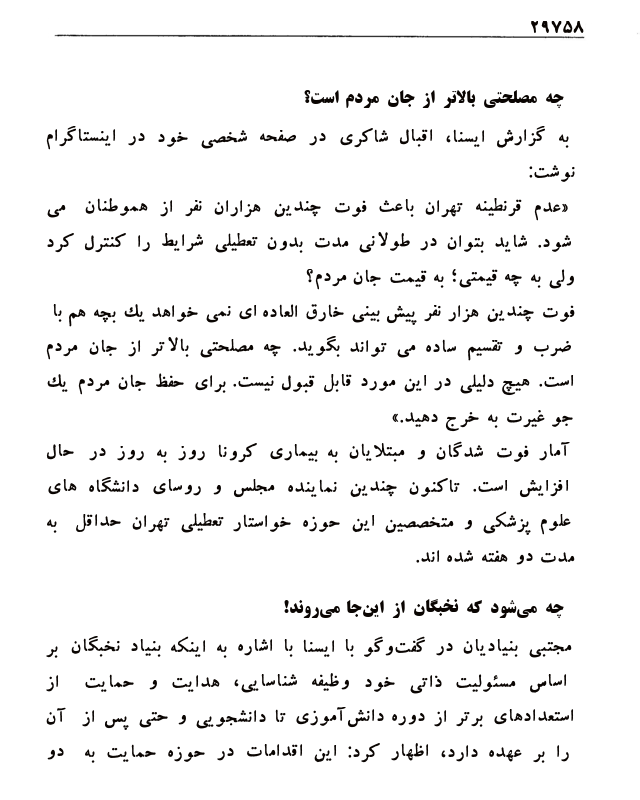 ۲۹۷۵۸
چه مصلحتی بالاتر از جان مردم است؟
به گزارش ایسنا، اقبال شاکری در صفحه شخصی خود در اینستاگرام
نوشت:
«عدم قرنطینه تهران باعث فوت چندین هزاران نفر از هموطنان می
شود. شاید بتوان در طولانی مدت بدون تعطیلی شرایط را کنترل کرد
ولی به چه قیمتی؛ به قیمت جان مردم؟
فوت چندین هزار نفر پیش بینی خارق العاده ای نمی خواهد یك بچه هم با
ضرب و تقسیم ساده می تواند بگوید. چه مصلحتی بالاتر از جان مردم
است. هیچ دلیلی در این مورد قابل قبول نیست. برای حفظ جان مردم یك
جو غیرت به خرج دهید.»
آمار فوت شدگان و مبتلایان به بیماری کرونا روز به روز در حال
افزایش است. تاکنون چندین نماینده مجلس و روسای دانشگاه های
علوم پزشکی و متخصصین این حوزه خواستار تعطیلی تهران حداقل به
مدت دو هفته شده اند.
چه می‌شود که نخبگان از این‌جا می‌روند!
مجتبی بنیادیان در گفت‌وگو با ایسنا با اشاره به اینکه بنیاد نخبگان بر
اساس مسئولیت ذاتی خود وظیفه شناسایی، هدایت و حمایت از
استعدادهای برتر از دوره دانش‌آموزی تا دانشجویی و حتی پس از آن
را بر عهده دارد، اظهار کرد: این اقدامات در حوزه حمایت به دو